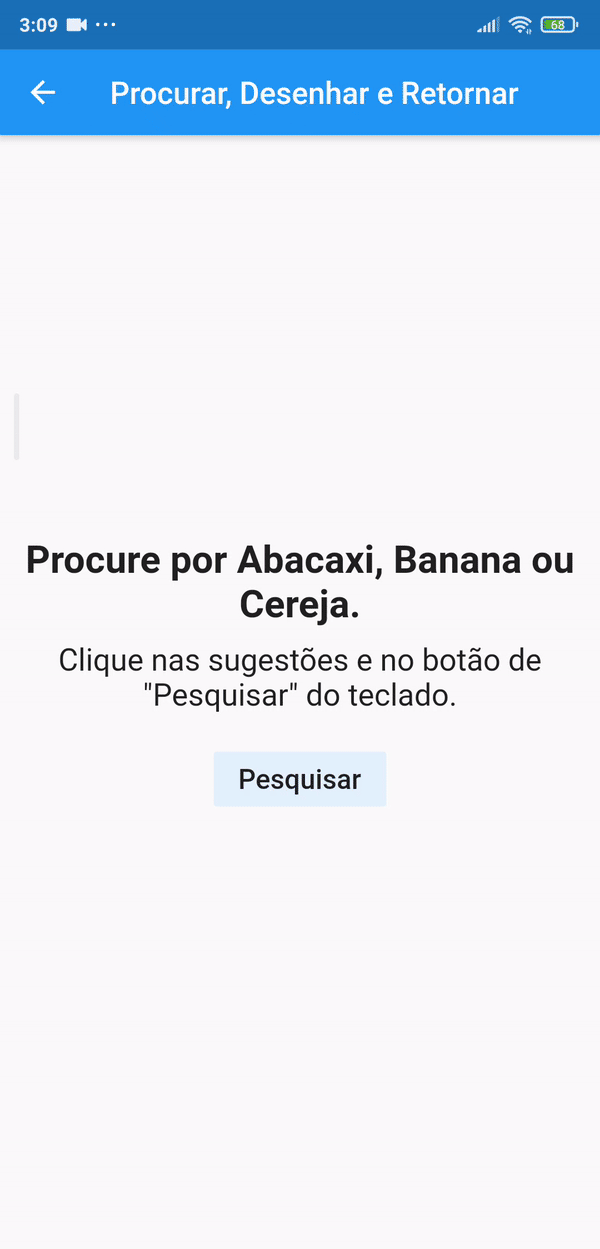 3:09
68
Procurar, Desenhar e Retornar
Procure por Abacaxi, Banana ou
Cereja.
Clique nas sugestões e no botão de
"Pesquisar" do teclado.
Pesquisar